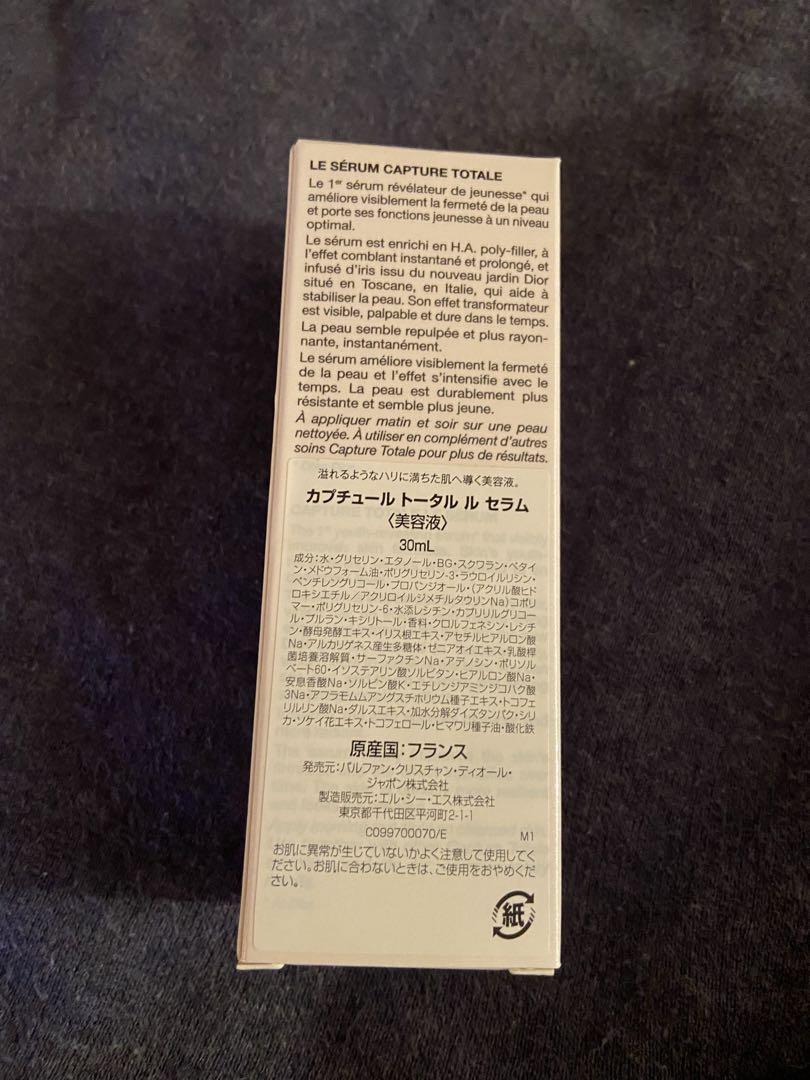 LE SÉRUM CAPTURE TOTALE
Le 1er sérum révélateur de jeunesse* qui
améliore visiblement la fermeté de la peau
et porte ses fonctions jeunesse à un niveau
optimal.
Le sérum est enrichi en H.A. poly-filler, à
l'effet comblant instantané et prolongé, et
infusé d'iris issu du nouveau jardin Dior
situé en Toscane, en Italie, qui aide à
stabiliser la peau. Son effet transformateur
est visible, palpable et dure dans le temps.
La peau semble repulpée et plus rayon-
nante, instantanément.
Le sérum améliore visiblement la fermeté
de la peau et l'effet s'intensifie avec le
temps. La peau est durablement plus
résistante et semble plus jeune.
À appliquer matin et soir sur une peau
nettoyée. À utiliser en complément d'autres
soins Capture Totale pour plus de résultats.
溢れるようなハリに満ちた肌へ導く美容液。
カプチュール トータル ル セラム
〈美容液〉
30mL
成分：水・グリセリン・エタノール・BG・スクワラン・ベタイ
ン・メドウフォーム油・ポリグリセリン-3・ラウロイルリシン・
ペンチレングリコール・プロパンジオール・(アクリル酸ヒド
ロキシエチル／アクリロイルジメチルタウリンNa)コポリ
マー・ポリグリセリン-6・水添レシチン・カプリリルグリコー
ル・プルラン・キシリトール・香料・クロルフェネシン・レシチ
ン・酵母発酵エキス・イリス根エキス・アセチルヒアルロン酸
Na・アルカリゲネス産生多糖体・ゼニアオイエキス・乳酸桿
菌培養溶解質・サーファクチンNa・アデノシン・ポリソル
ベート60・イソステアリン酸ソルビタン・ヒアルロン酸Na・
安息香酸Na・ソルビン酸K・エチレンジアミンジコハク酸
3Na・アフラモムムアングスチホリウム種子エキス・トコフェ
リルリン酸Na・ダルスエキス・加水分解ダイズタンパク・シリ
カ・ソケイ花エキス・トコフェロール・ヒマワリ種子油・酸化鉄
原産国：フランス
発売元：パルファン・クリスチャン・ディオール・
ジャポン株式会社
製造販売元：エル・シー・エス株式会社
東京都千代田区平河町2-1-1
C099700070/E
M1
お肌に異常が生じていないかよく注意して使用してく
ださい。お肌に合わないときは、ご使用をおやめくだ
さい。
紙